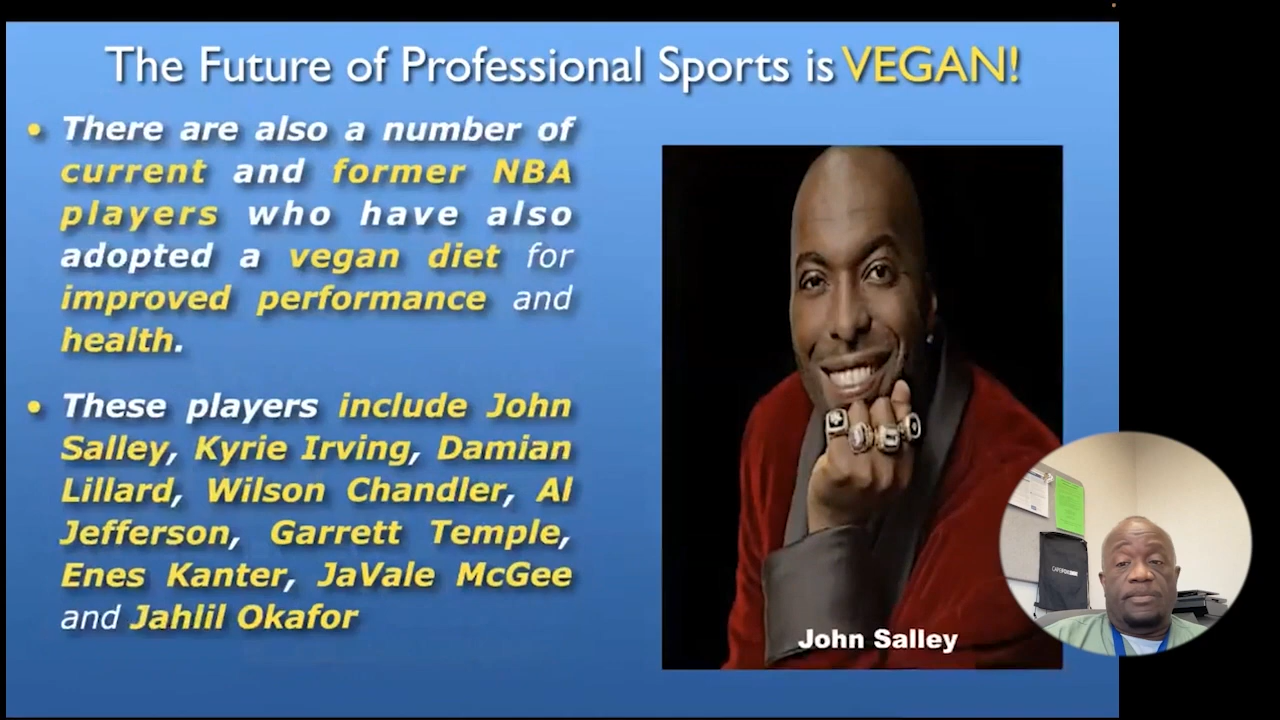 The Future of Professional Sports is VEGAN!
• There are also a number of
current and former NBA
players who have also
adopted a vegan diet for
improved performance and
health.
• These players include John
Salley, Kyrie Irving, Damian
Lillard, Wilson Chandler, Al
Jefferson, Garrett Temple,
Enes Kanter, JaVale McGee
and Jahlil Okafor
John Salley